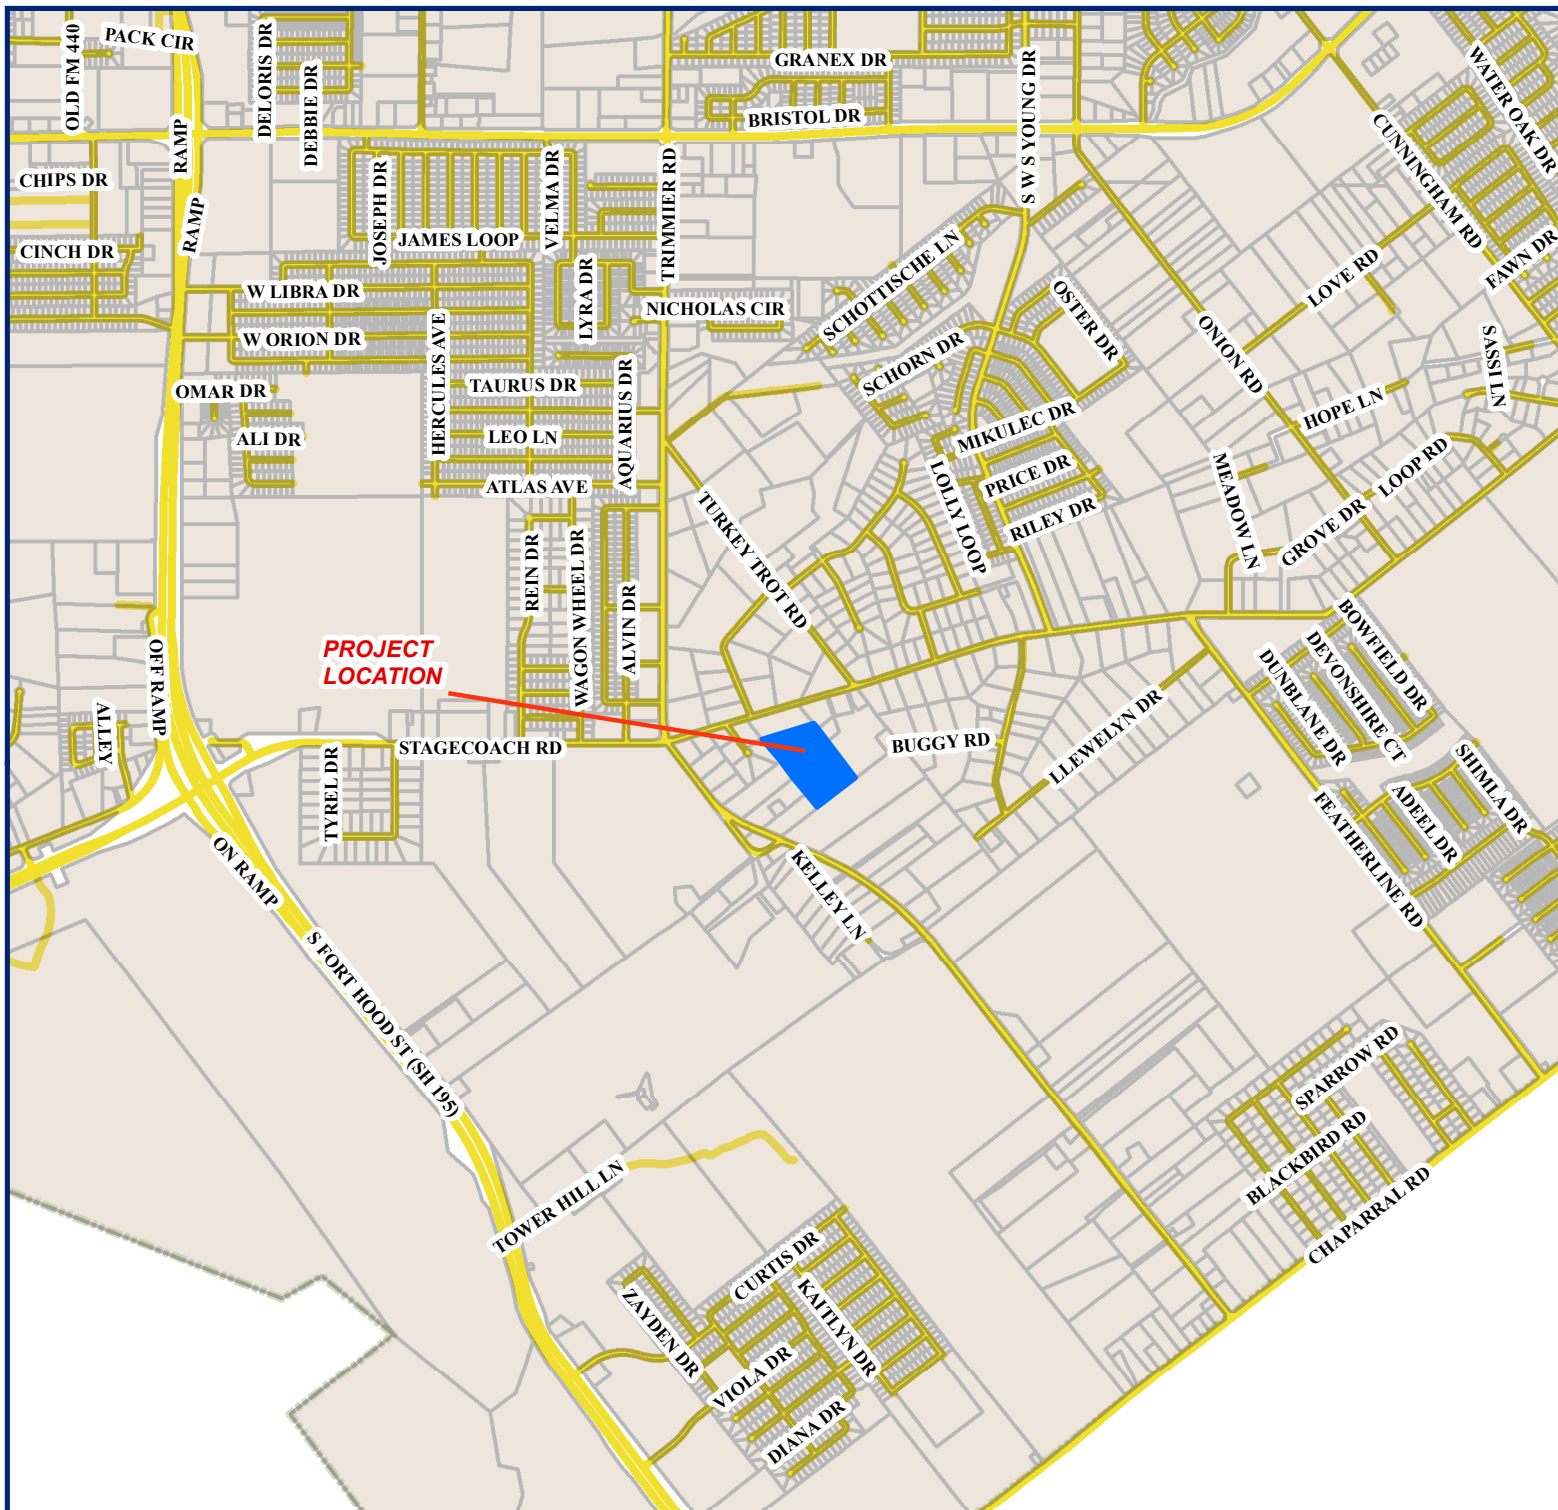 PACK CIR
OLD FM 440
DELORIS DR
DEBBIE DR
GRANEX DR
BRISTOL DR
S W S YOUNG DR
WATER OAK DR
CUNNINGHAM RD
FAWN DR
RAMP
RAMP
CHIPS DR
CINCH DR
JOSEPH DR
JAMES LOOP
VELMA DR
TRIMMIER RD
LYRA DR
NICHOLAS CIR
SCHOTTISCHE LN
LOVE RD
W LIBRA DR
W ORION DR
OMAR DR
ALI DR
HERCULES AVE
TAURUS DR
LEO LN
ATLAS AVE
AQUARIUS DR
SCHORN DR
OSTER DR
ONION RD
SASSI LN
HOPE LN
MIKULEC DR
PRICE DR
RILEY DR
LOLLY LOOP
MEADOW LN
GROVE DR
LOOP RD
TURKEY TROT RD
REIN DR
WAGON WHEEL DR
ALVIN DR
PROJECT
LOCATION
OFF RAMP
ALLEY
STAGECOACH RD
TYREL DR
BUGGY RD
LLEWELYN DR
BOWFIELD DR
DEVONSHIRE CT
DUNBLANE DR
SHIMLA DR
ADEEL DR
FEATHERLINE RD
ON RAMP
KELLEY LN
S FORT HOOD ST (SH 195)
SPARROW RD
BLACKBIRD RD
CHAPARRAL RD
TOWER HILL LN
CURTIS DR
KAITLYN DR
ZAYDEN DR
VIOLA DR
DIANA DR